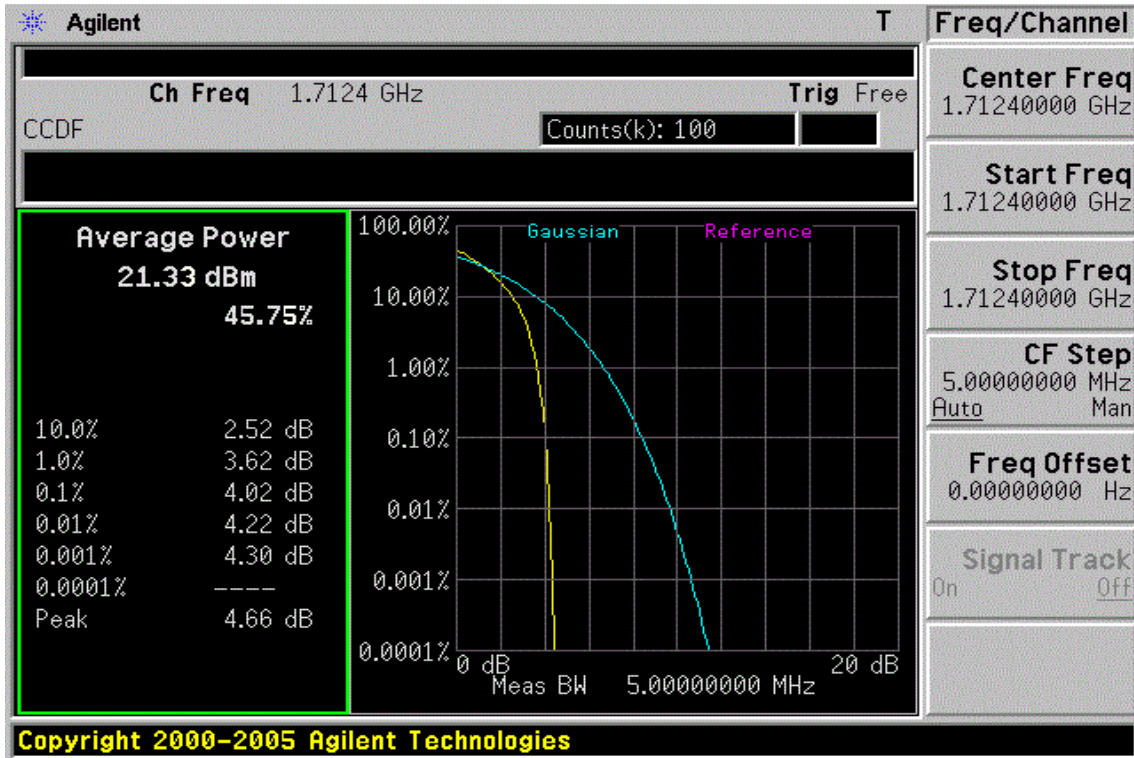 Agilent T
Ch Freq 1.7124 GHz Trig Free
CCDF Counts(k): 100
Average Power
21.33 dBm
45.75%
10.0% 2.52 dB
1.0% 3.62 dB
0.1% 4.02 dB
0.01% 4.22 dB
0.001% 4.30 dB
0.0001% ----
Peak 4.66 dB
Gaussian Reference
100.00%
10.00%
1.00%
0.10%
0.01%
0.001%
0.0001%
0 dB 20 dB
Meas BW 5.00000000 MHz
Freq/Channel
Center Freq
1.71240000 GHz
Start Freq
1.71240000 GHz
Stop Freq
1.71240000 GHz
CF Step
5.00000000 MHz
Auto Man
Freq Offset
0.00000000 Hz
Signal Track
On Off
Copyright 2000-2005 Agilent Technologies